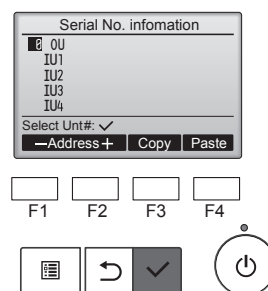 Serial No. infomation
0 OU
IU1
IU2
IU3
IU4
Select Unt#: ✓
−Address+ Copy Paste
F1 F2 F3 F4